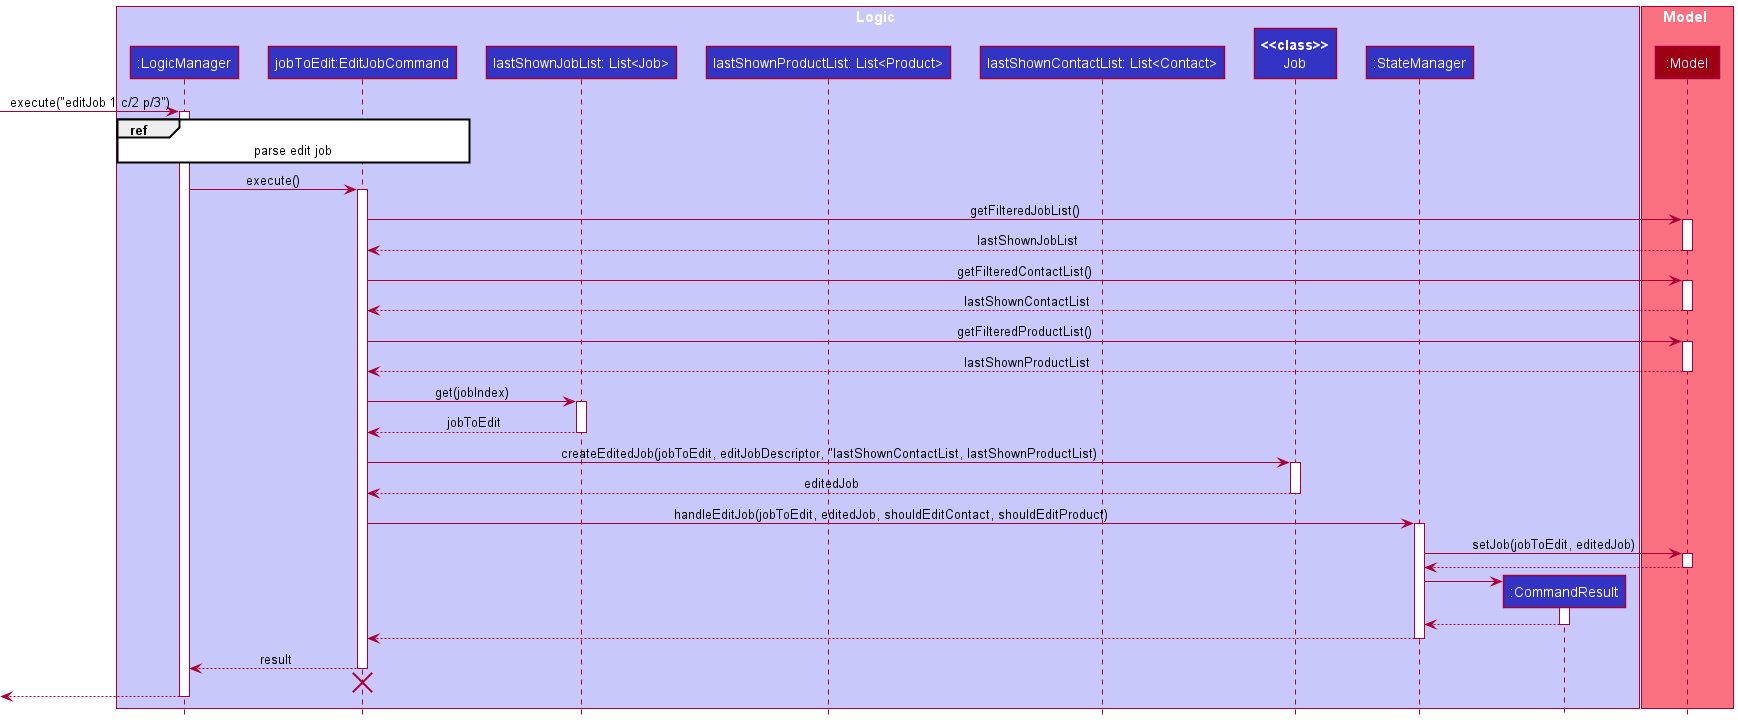 Logic
Model
:LogicManager
jobToEdit:EditJobCommand
lastShownJobList: List<Job>
lastShownProductList: List<Product>
lastShownContactList: List<Contact>
<<class>>
Job
:StateManager
:Model
execute("editJob 1 c/2 p/3")
ref
parse edit job
execute()
getFilteredJobList()
lastShownJobList
getFilteredContactList()
lastShownContactList
getFilteredProductList()
lastShownProductList
get(jobIndex)
jobToEdit
createEditedJob(jobToEdit, editJobDescriptor, "lastShownContactList, lastShownProductList)
editedJob
handleEditJob(jobToEdit, editedJob, shouldEditContact, shouldEditProduct)
setJob(jobToEdit, editedJob)
:CommandResult
result